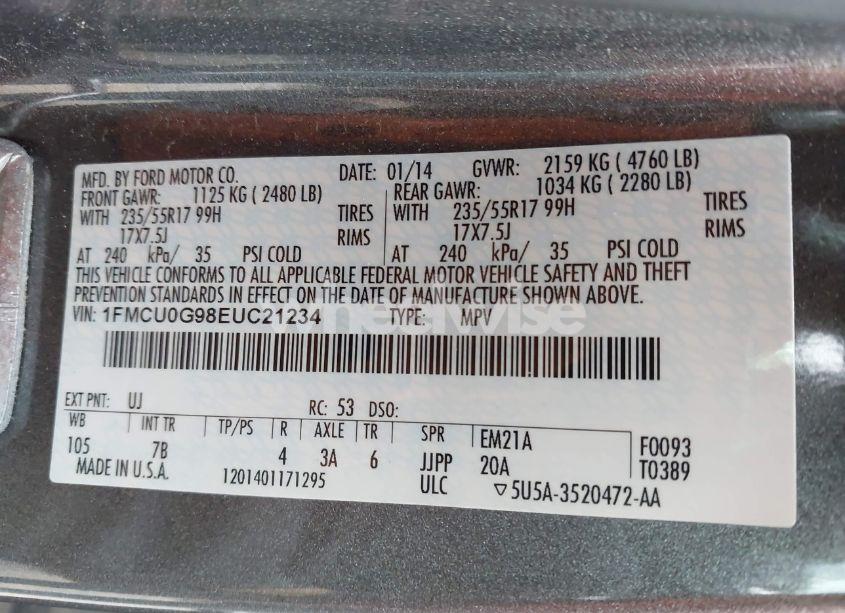 MFD. BY FORD MOTOR CO. DATE: 01/14 GVWR: 2159 KG ( 4760 LB)
FRONT GAWR: 1125 KG ( 2480 LB) REAR GAWR: 1034 KG ( 2280 LB)
WITH 235/55R17 99H TIRES WITH 235/55R17 99H TIRES
17X7.5J RIMS 17X7.5J RIMS
AT 240 kPa/ 35 PSI COLD AT 240 kPa/ 35 PSI COLD
THIS VEHICLE CONFORMS TO ALL APPLICABLE FEDERAL MOTOR VEHICLE SAFETY AND THEFT
PREVENTION STANDARDS IN EFFECT ON THE DATE OF MANUFACTURE SHOWN ABOVE.
VIN: 1FMCU0G98EUC21234 TYPE: MPV
EXT PNT: UJ RC: 53 DSO:
WB INT TR TP/PS R AXLE TR SPR EM21A F0093
105 7B 4 3A 6 JJPP 20A T0389
MADE IN U.S.A. 1201401171295 ULC ▽5U5A-3520472-AA